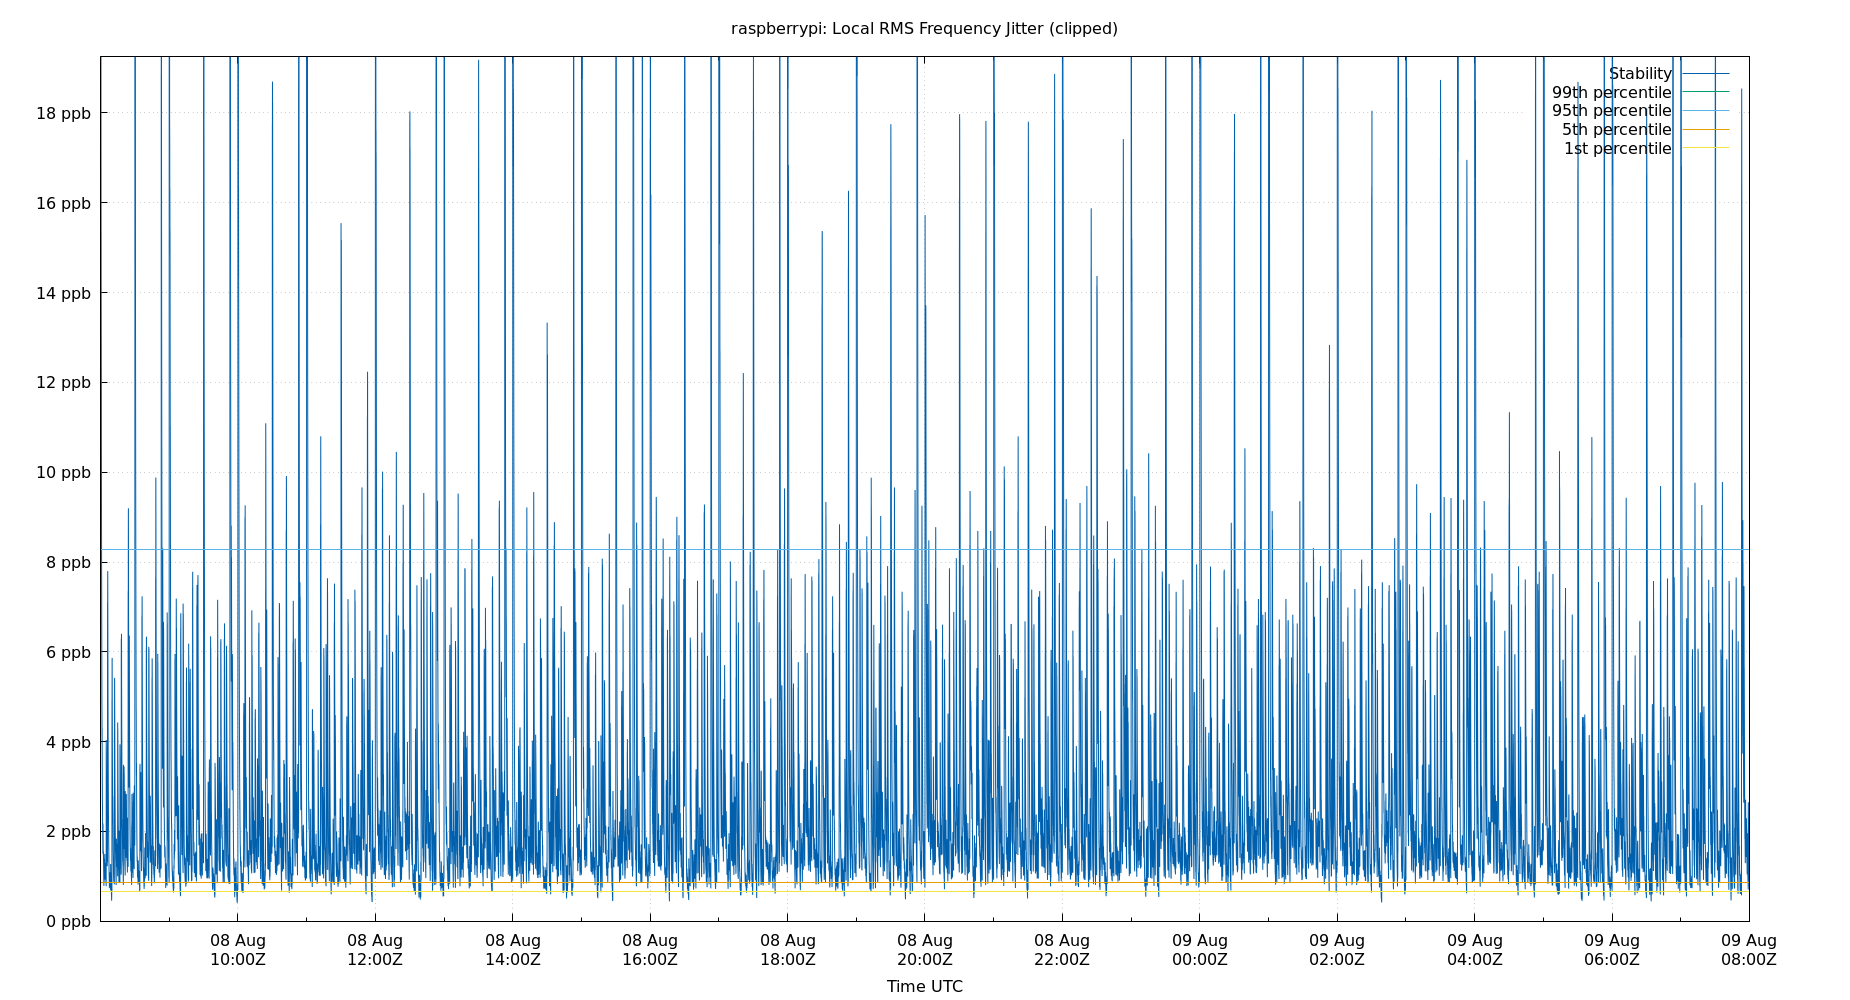 raspberrypi: Local RMS Frequency Jitter (clipped)
Stability
99th percentile
95th percentile
5th percentile
1st percentile
18 ppb
16 ppb
14 ppb
12 ppb
10 ppb
8 ppb
6 ppb
4 ppb
2 ppb
0 ppb
08 Aug 08 Aug 08 Aug 08 Aug 08 Aug 08 Aug 08 Aug 09 Aug 09 Aug 09 Aug 09 Aug 09 Aug
10:00Z 12:00Z 14:00Z 16:00Z 18:00Z 20:00Z 22:00Z 00:00Z 02:00Z 04:00Z 06:00Z 08:00Z
Time UTC